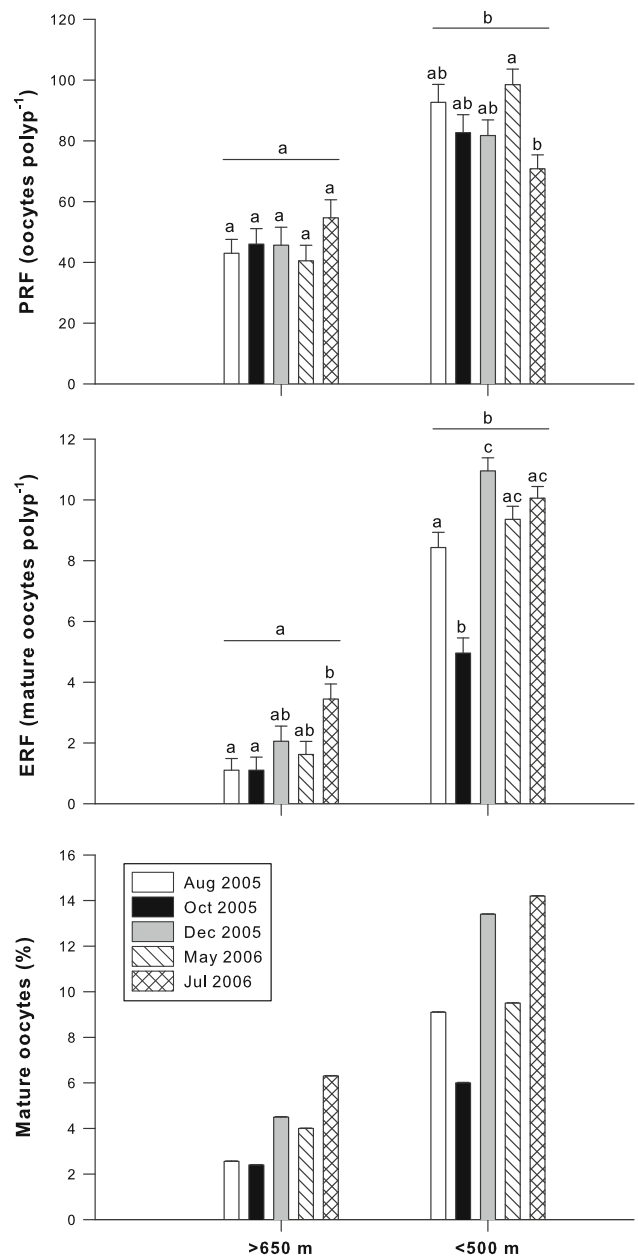 120
100
80
60
40
20
0
PRF (oocytes polyp⁻¹)
a
a a a a a
b
ab ab ab a b
12
10
8
6
4
2
0
ERF (mature oocytes polyp⁻¹)
a
a a ab ab b
b
a b c ac ac
16
14
12
10
8
6
4
2
0
Mature oocytes (%)
Aug 2005
Oct 2005
Dec 2005
May 2006
Jul 2006
>650 m <500 m